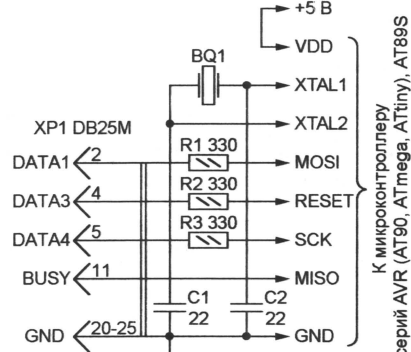 +5 В
VDD
BQ1
XTAL1
XTAL2
XP1 DB25M
R1 330
DATA1 2 MOSI
R2 330
DATA3 4 RESET
R3 330
DATA4 5 SCK
BUSY 11 MISO
C1 22
C2 22
GND 20-25 GND
К микроконтроллеру
серий AVR (AT90, ATmega, ATtiny), AT89S